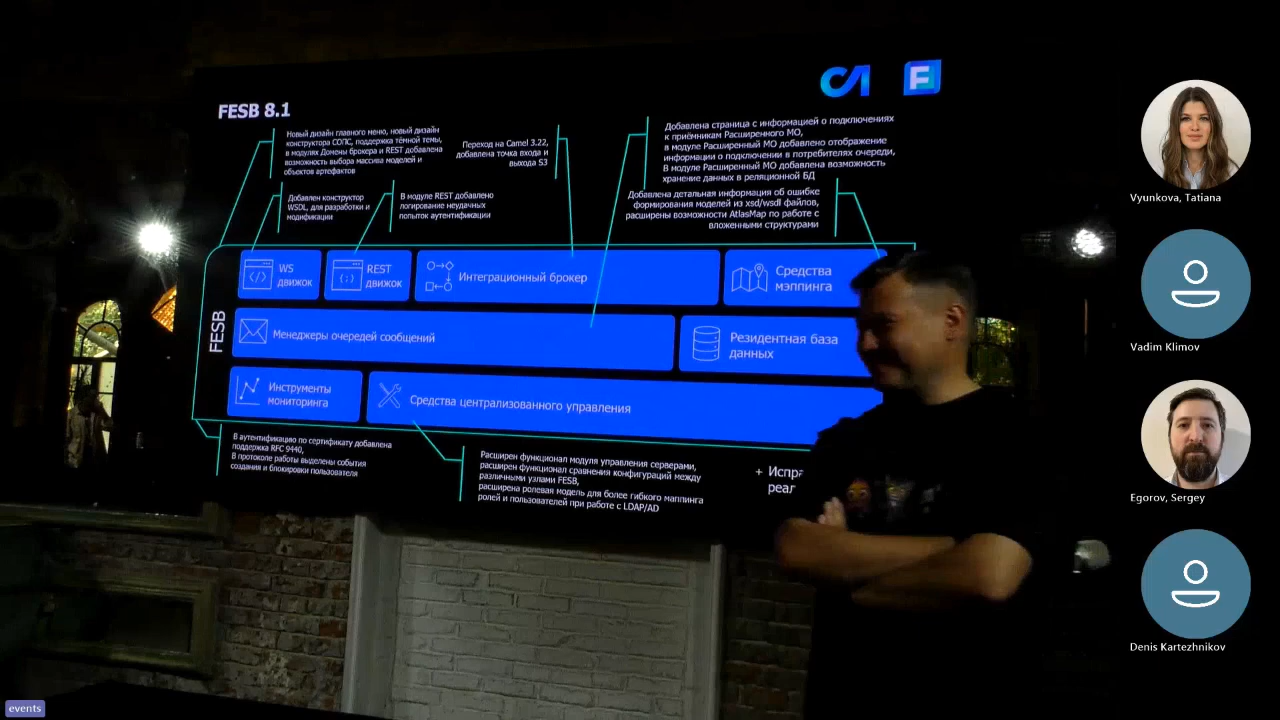 FESB 8.1
Новый дизайн главного меню, новый дизайн
конструктора СОПС, поддержка тёмной темы,
в модулях Домены брокера и REST добавлена
возможность выбора массива моделей и
объектов артефактов
Переход на Camel 3.22,
добавлена точка входа и
выхода S3
Добавлена страница с информацией о подключениях
к приёмникам Расширенного МО,
в модуле Расширенный МО добавлено отображение
информации о подключении в потребителях очереди,
В модуле Расширенный МО добавлена возможность
хранение данных в реляционной БД
Добавлен конструктор
WSDL, для разработки и
модификации
В модуле REST добавлено
логирование неудачных
попыток аутентификации
Добавлена детальная информация об ошибке
формирования моделей из xsd/wsdl файлов,
расширены возможности AtlasMap по работе с
вложенными структурами
FESB
WS
движок
REST
движок
Интеграционный брокер
Средства
мэппинга
Менеджеры очередей сообщений
Резидентная база
данных
Инструменты
мониторинга
Средства централизованного управления
В аутентификацию по сертификату добавлена
поддержка RFC 9440,
В протоколе работы выделены события
создания и блокировки пользователя
Расширен функционал модуля управления серверами,
расширен функционал сравнения конфигураций между
различными узлами FESB,
расширена ролевая модель для более гибкого маппинга
ролей и пользователей при работе с LDAP/AD
+
Vyunkova, Tatiana
Vadim Klimov
Egorov, Sergey
Denis Kartezhnikov
events